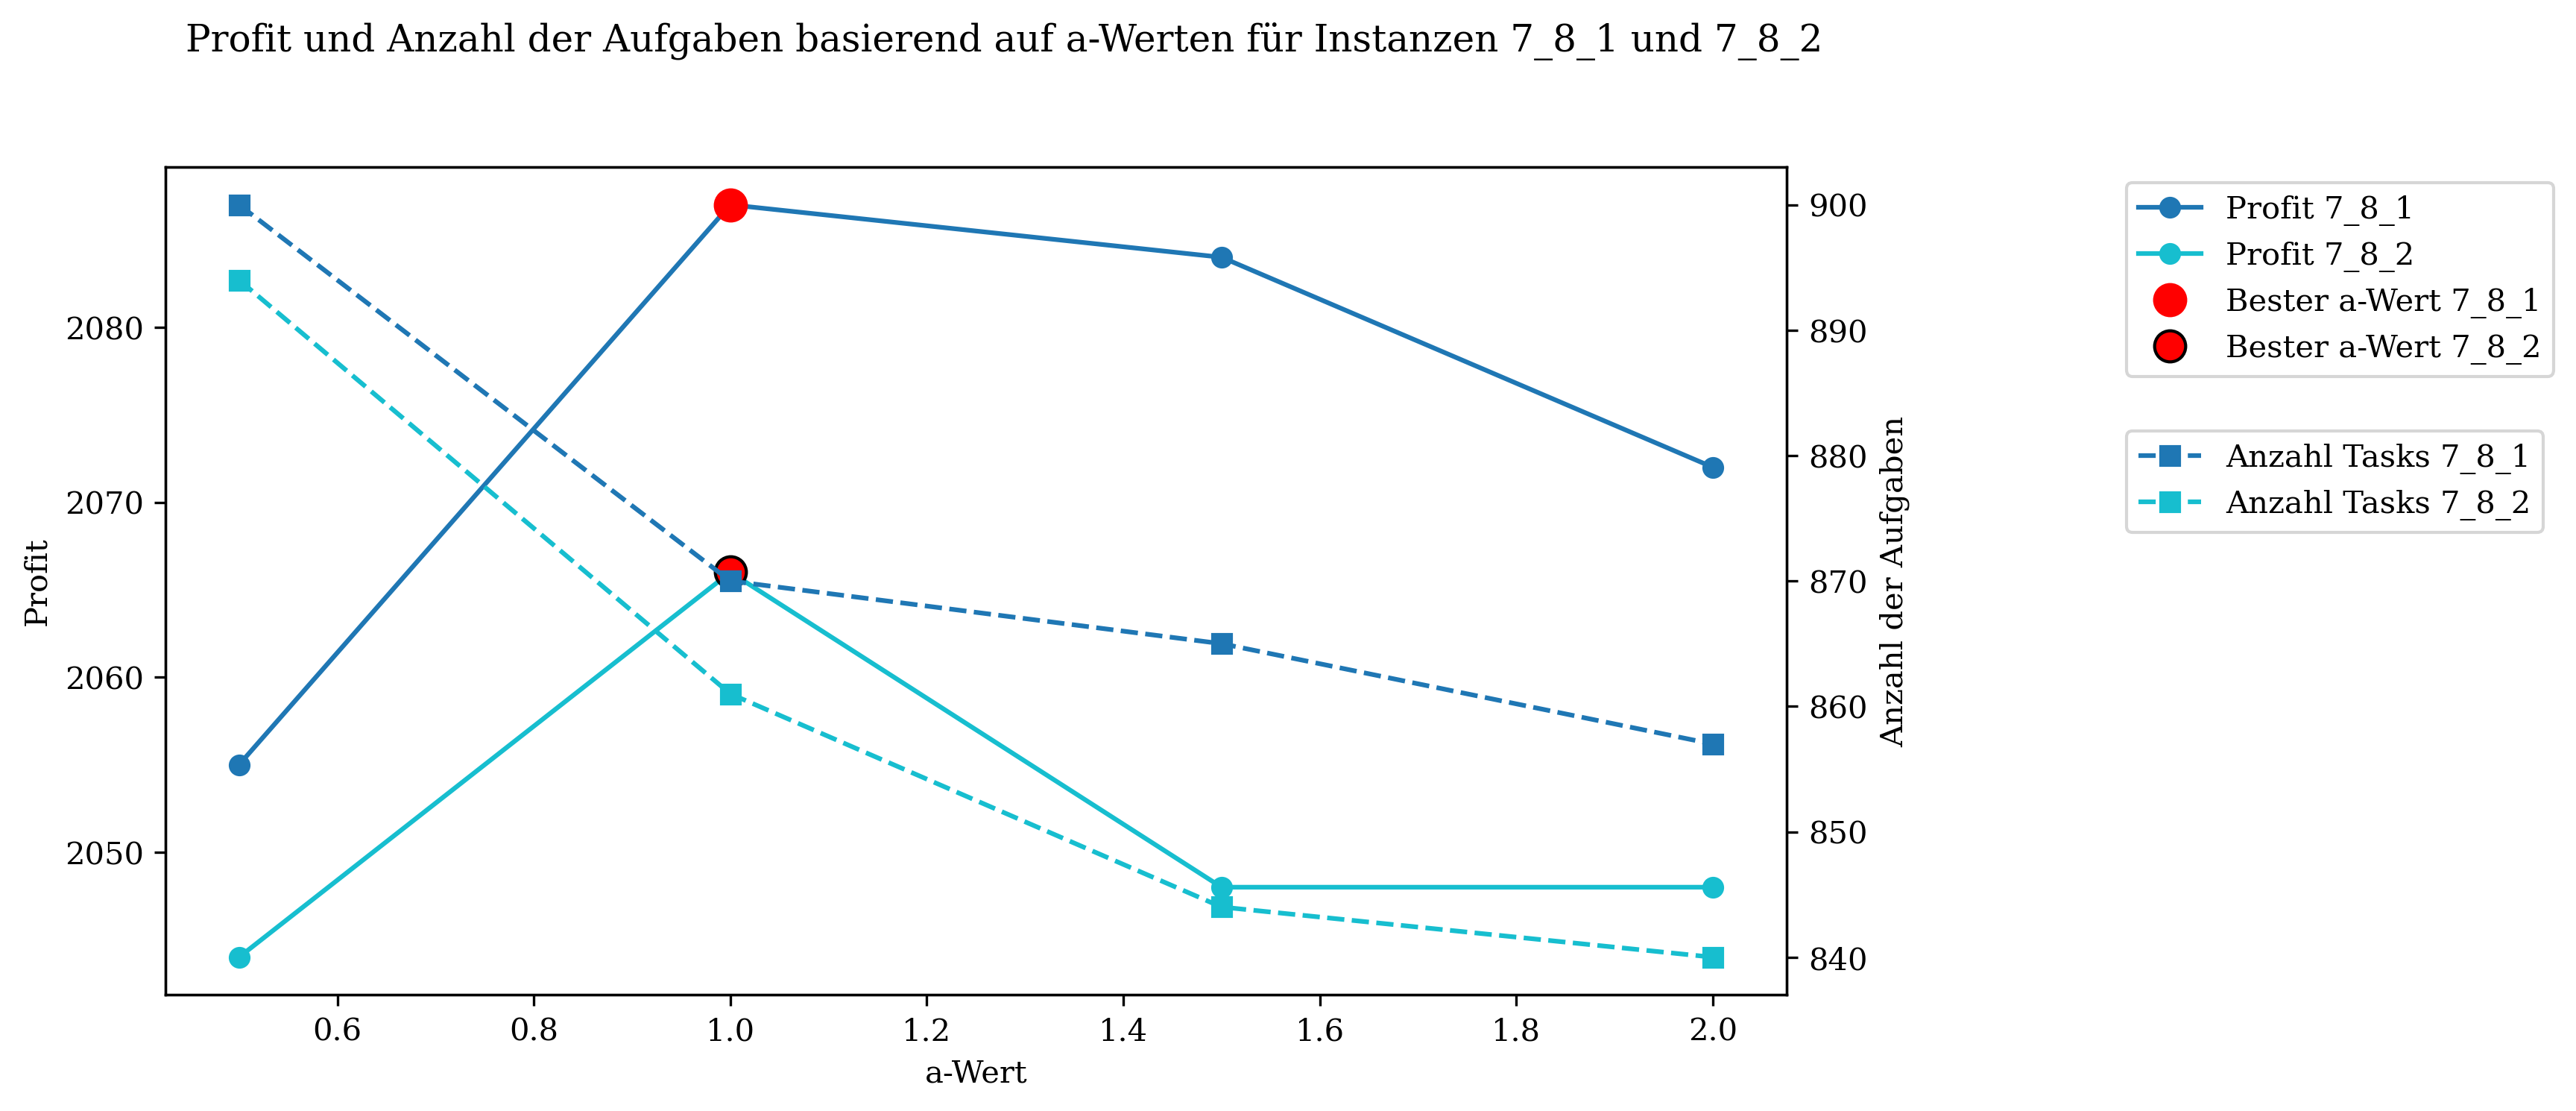 Profit und Anzahl der Aufgaben basierend auf a-Werten für Instanzen 7_8_1 und 7_8_2
Profit
2080
2070
2060
2050
0.6 0.8 1.0 1.2 1.4 1.6 1.8 2.0
a-Wert
900
890
880
870
860
850
840
Anzahl der Aufgaben
Profit 7_8_1
Profit 7_8_2
Bester a-Wert 7_8_1
Bester a-Wert 7_8_2
Anzahl Tasks 7_8_1
Anzahl Tasks 7_8_2